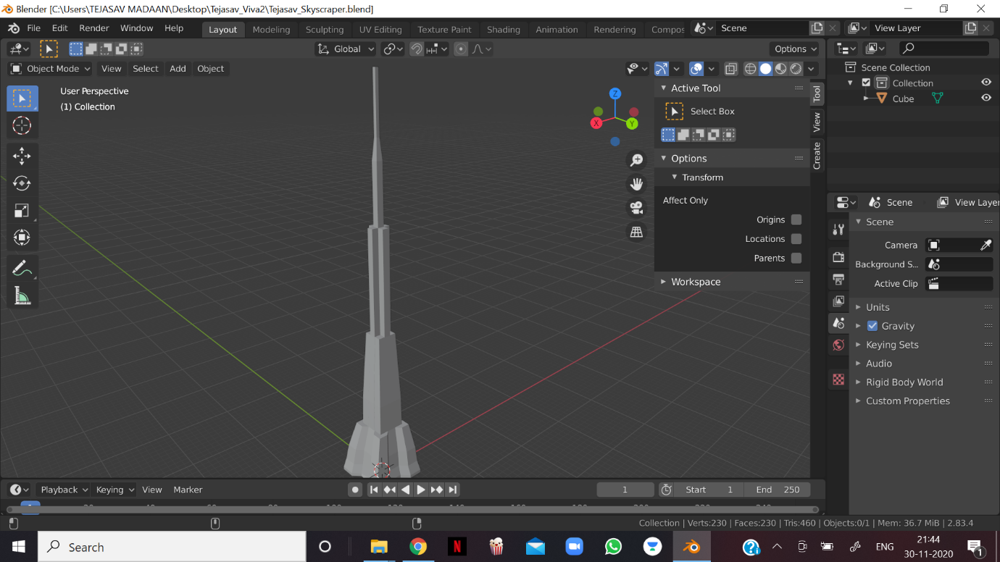 Blender [C:\Users\TEJASAV MADAAN\Desktop\Tejasav_Viva2\Tejasav_Skyscraper.blend]
File Edit Render Window Help Layout Modeling Sculpting UV Editing Texture Paint Shading Animation Rendering Compos Scene View Layer
Global Options
Object Mode View Select Add Object
User Perspective
(1) Collection
Z
X
Y
Active Tool
Select Box
Options
Transform
Affect Only
Origins
Locations
Parents
Workspace
Tool
View
Create
Scene Collection
Collection
Cube
Scene View Layer
Scene
Camera
Background S...
Active Clip
Units
Gravity
Keying Sets
Audio
Rigid Body World
Custom Properties
Playback Keying View Marker 1 Start 1 End 250
Collection | Verts:230 | Faces:230 | Tris:460 | Objects:0/1 | Mem: 36.7 MiB | 2.83.4
Search
N
ENG
21:44
30-11-2020
1